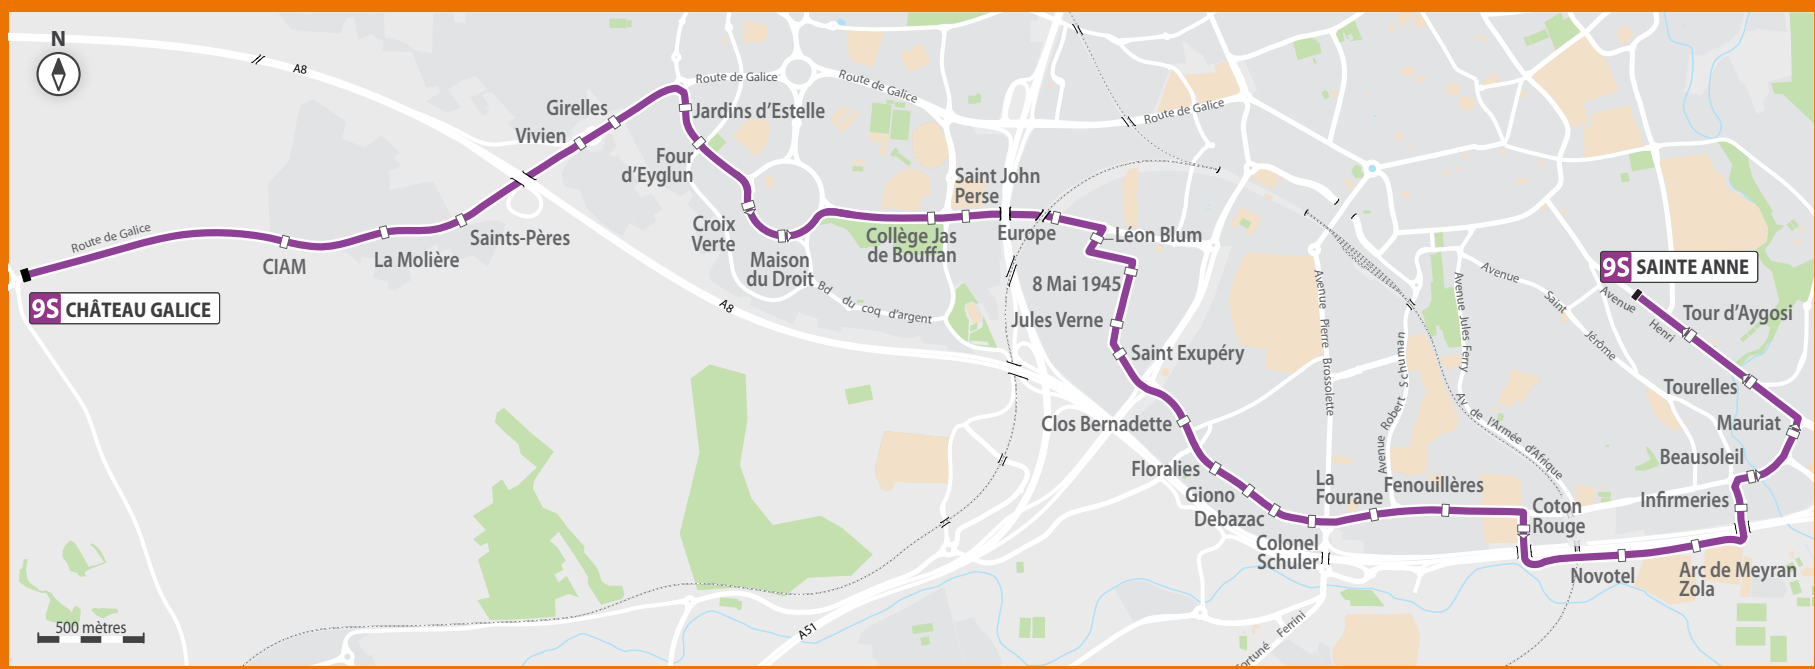 N
A8
Route de Galice
Route de Galice
Route de Galice
Girelles
Jardins d'Estelle
Vivien
Four
d'Eyglun
Saint John
Perse
Route de Galice
CIAM
La Molière
Saints-Pères
Croix
Verte
Maison
du Droit
Collège Jas
de Bouffan
Europe
Léon Blum
9S CHÂTEAU GALICE
9S SAINTE ANNE
8 Mai 1945
Bd du coq d'argent
A8
Jules Verne
Saint Exupéry
Avenue Pierre Brossolette
Avenue Robert Schuman
Avenue Jules Ferry
Avenue Saint Jérôme
Avenue Henri
Tour d'Aygosi
Tourelles
Mauriat
Clos Bernadette
Av. de l'Armée d'Afrique
Beausoleil
Floralies
Giono
Debazac
La
Fourane
Fenouillères
Infirmeries
Coton
Rouge
Colonel
Schuler
Novotel
Arc de Meyran
Zola
500 mètres
A51
Ferrini